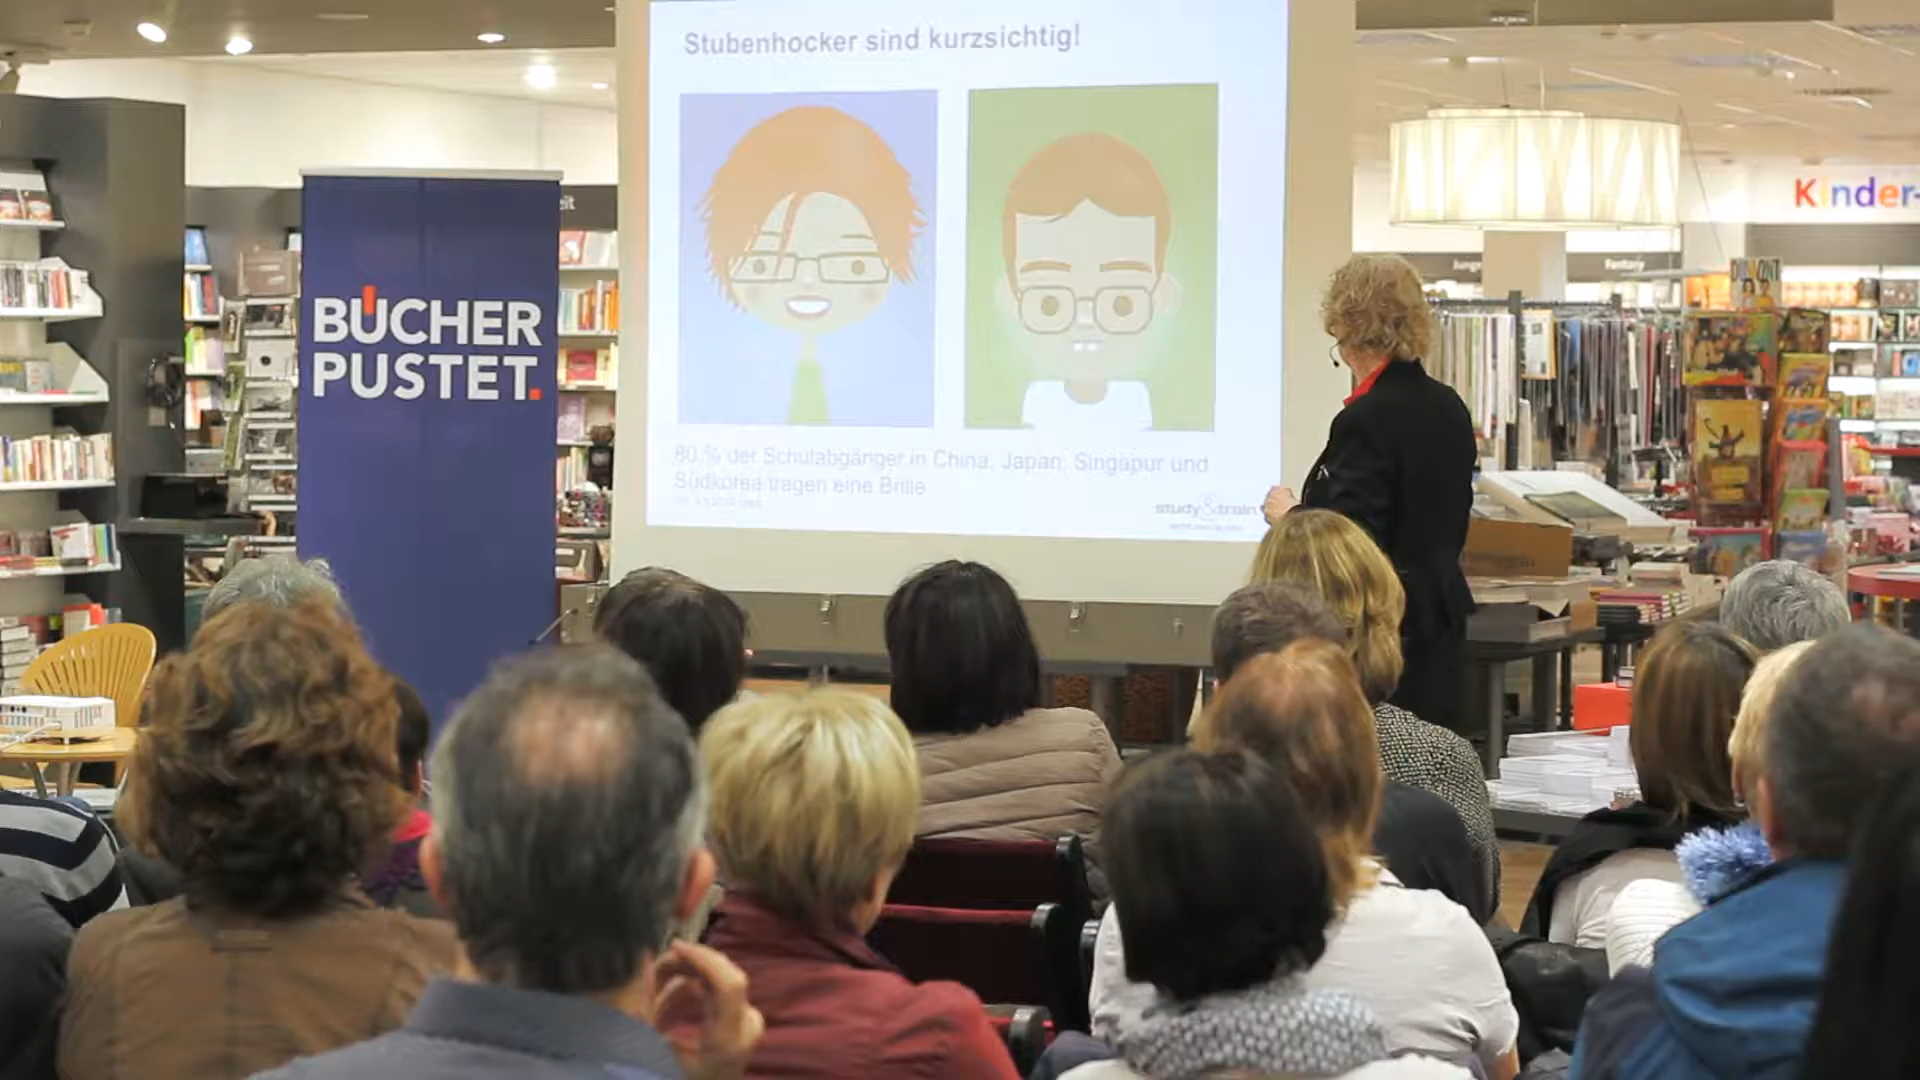 Stubenhocker sind kurzsichtig!
80 % der Schulabgänger in China, Japan, Singapur und
Südkorea tragen eine Brille
study&train
BÜCHER
PUSTET.
Kinder-
Fantasy